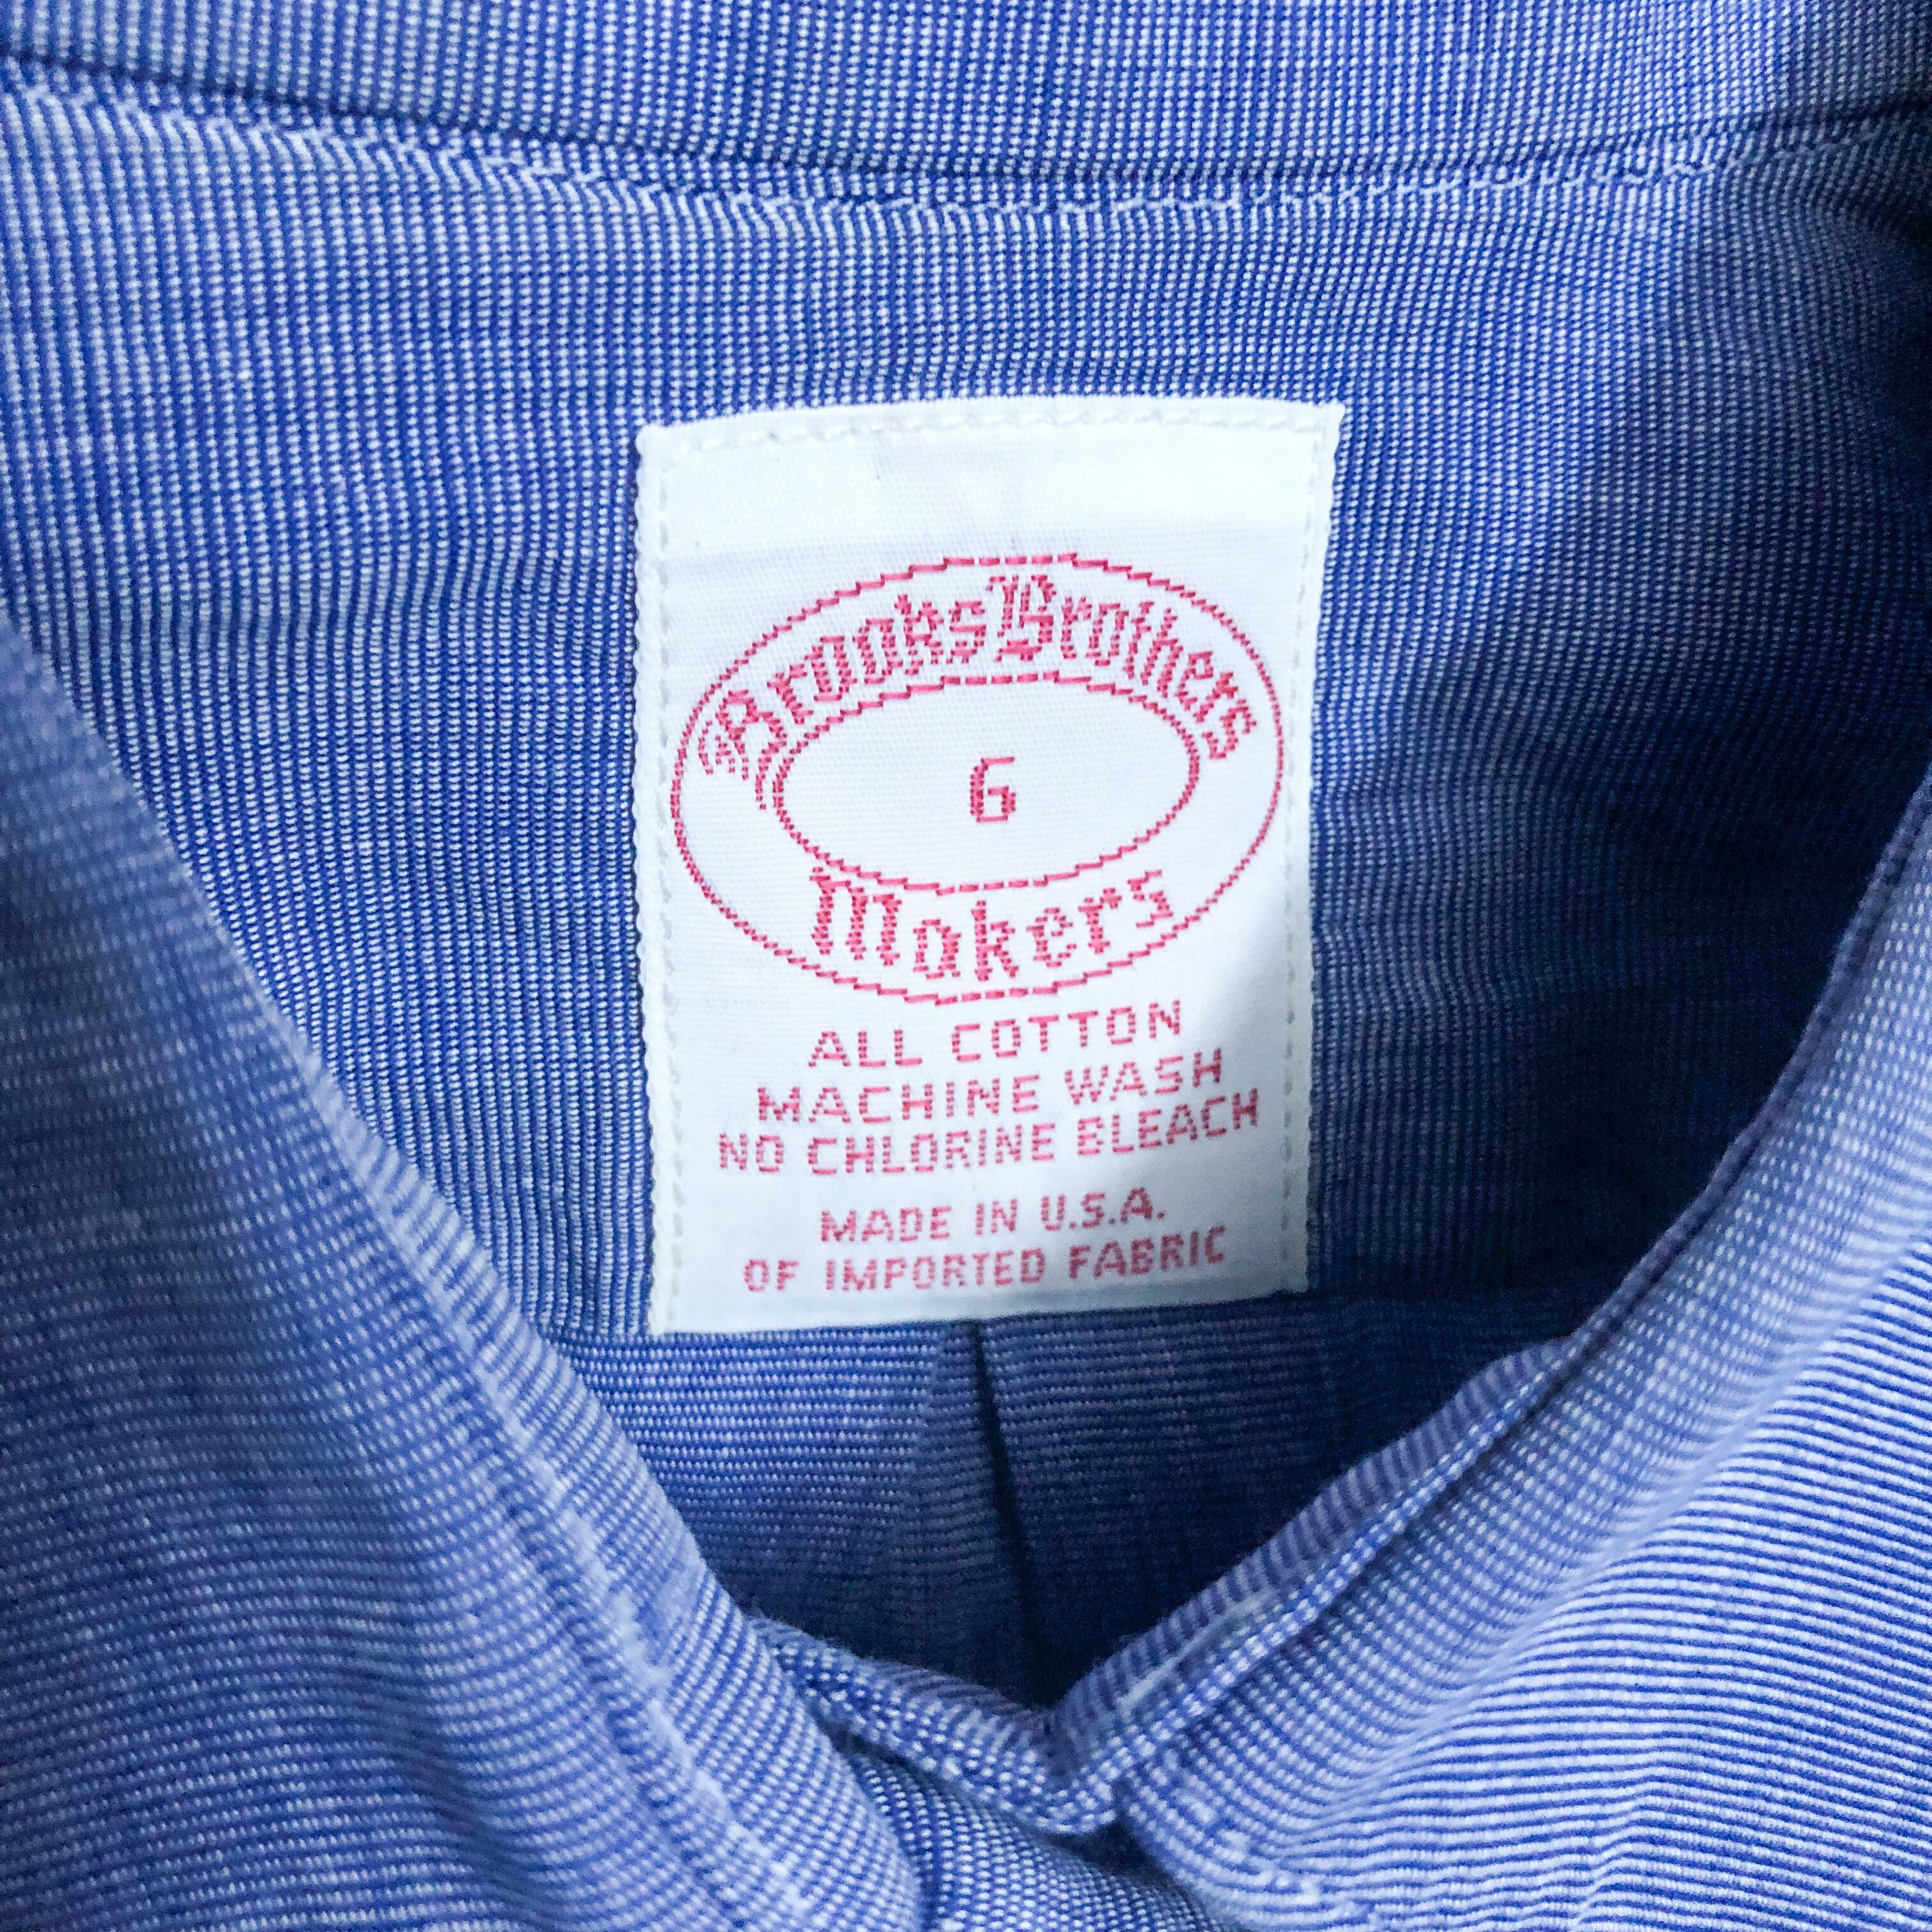 Brooks Brothers
6
Makers
ALL COTTON
MACHINE WASH
NO CHLORINE BLEACH
MADE IN U.S.A.
OF IMPORTED FABRIC